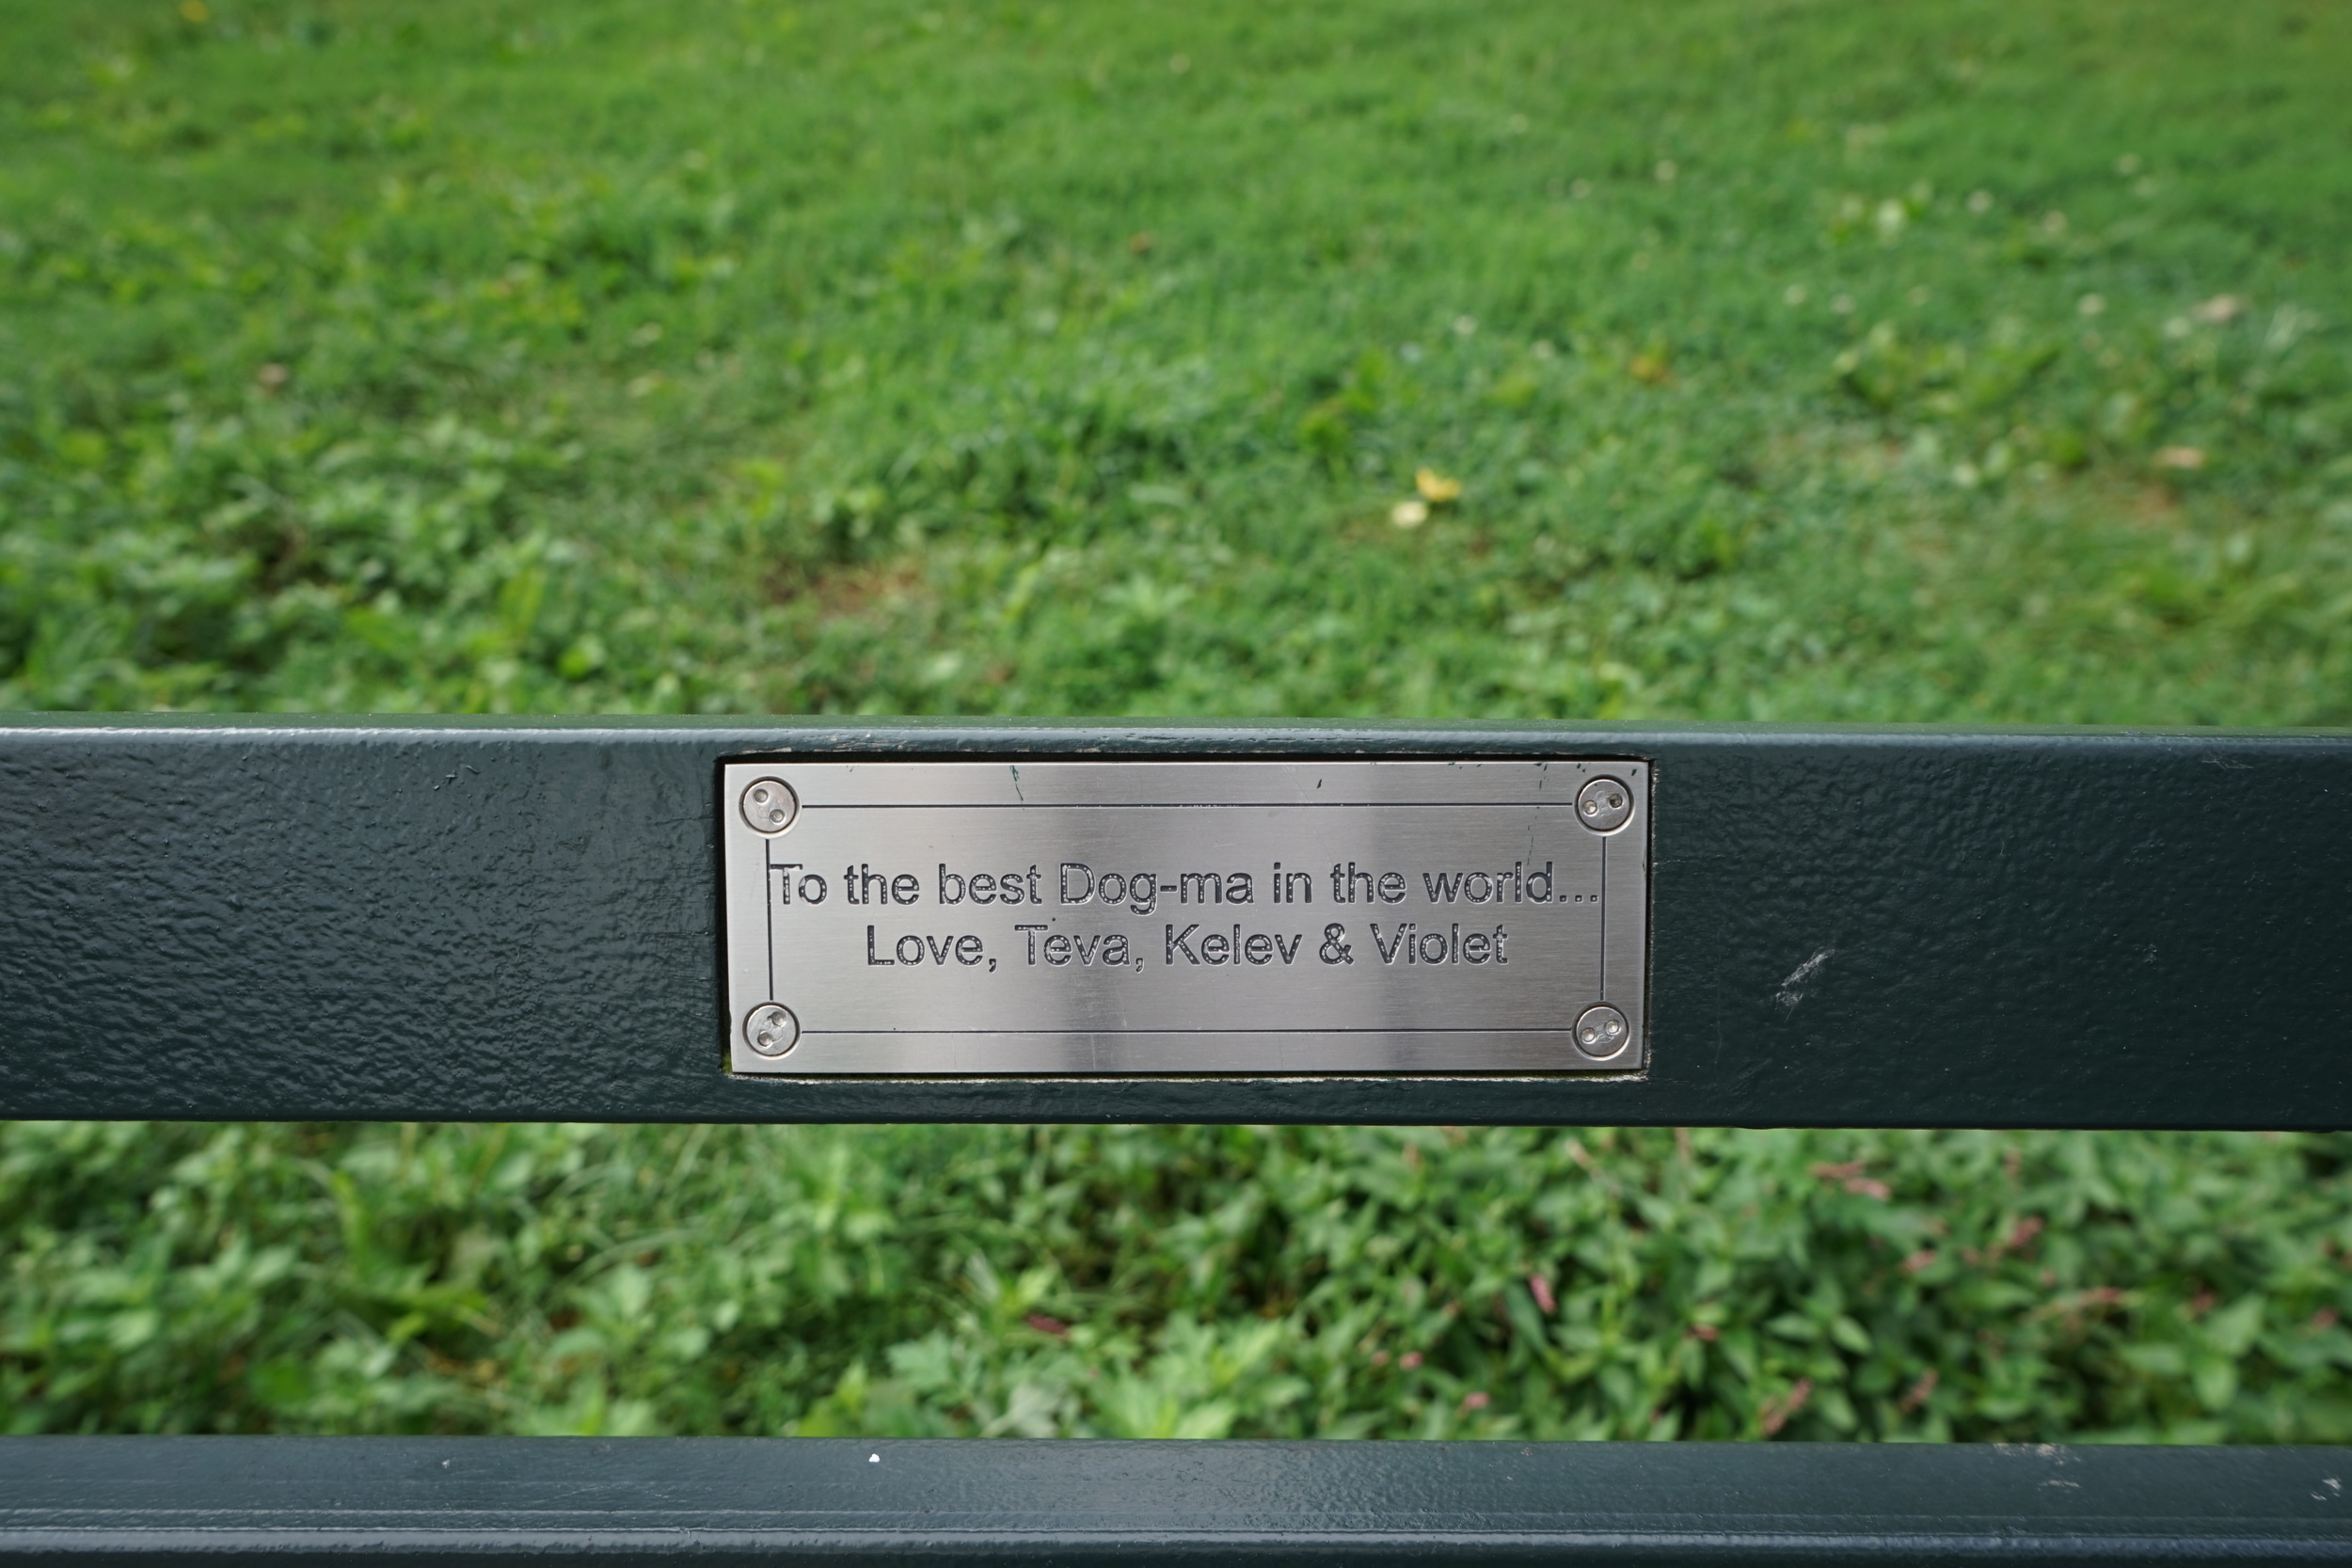 To the best Dog-ma in the world...
Love, Teva, Kelev & Violet